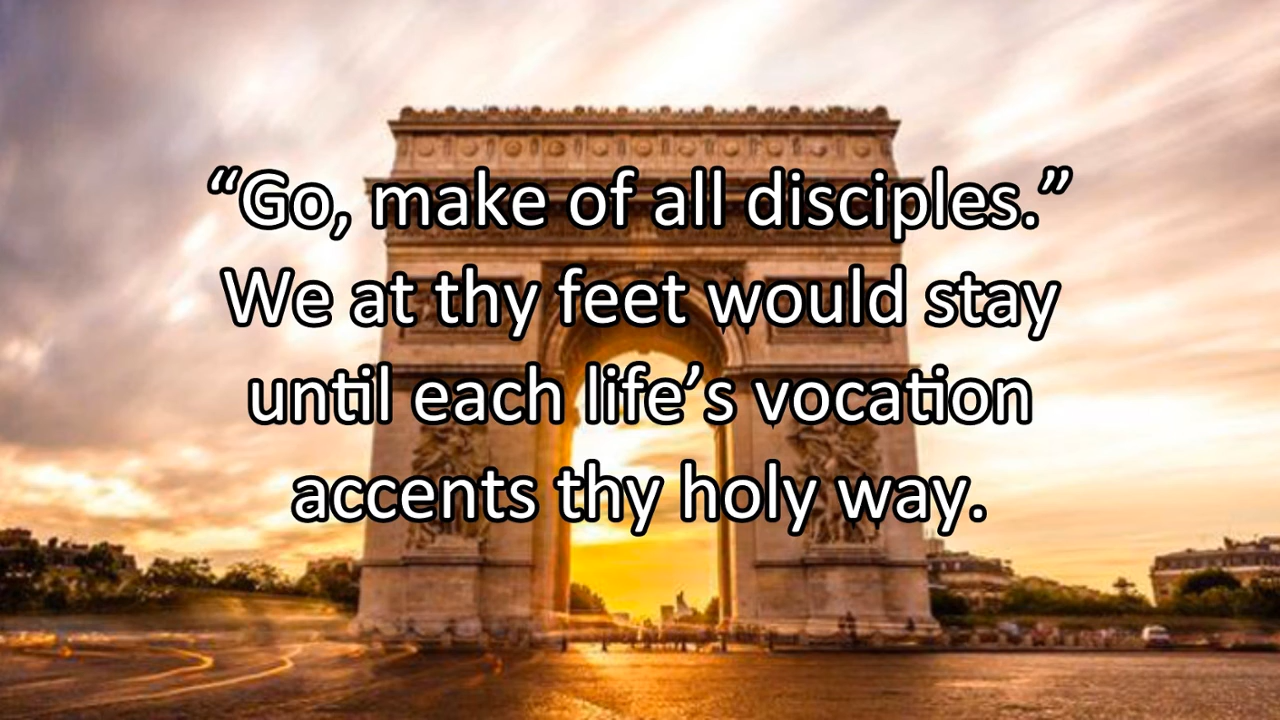 “Go, make of all disciples.”
We at thy feet would stay
until each life’s vocation
accents thy holy way.